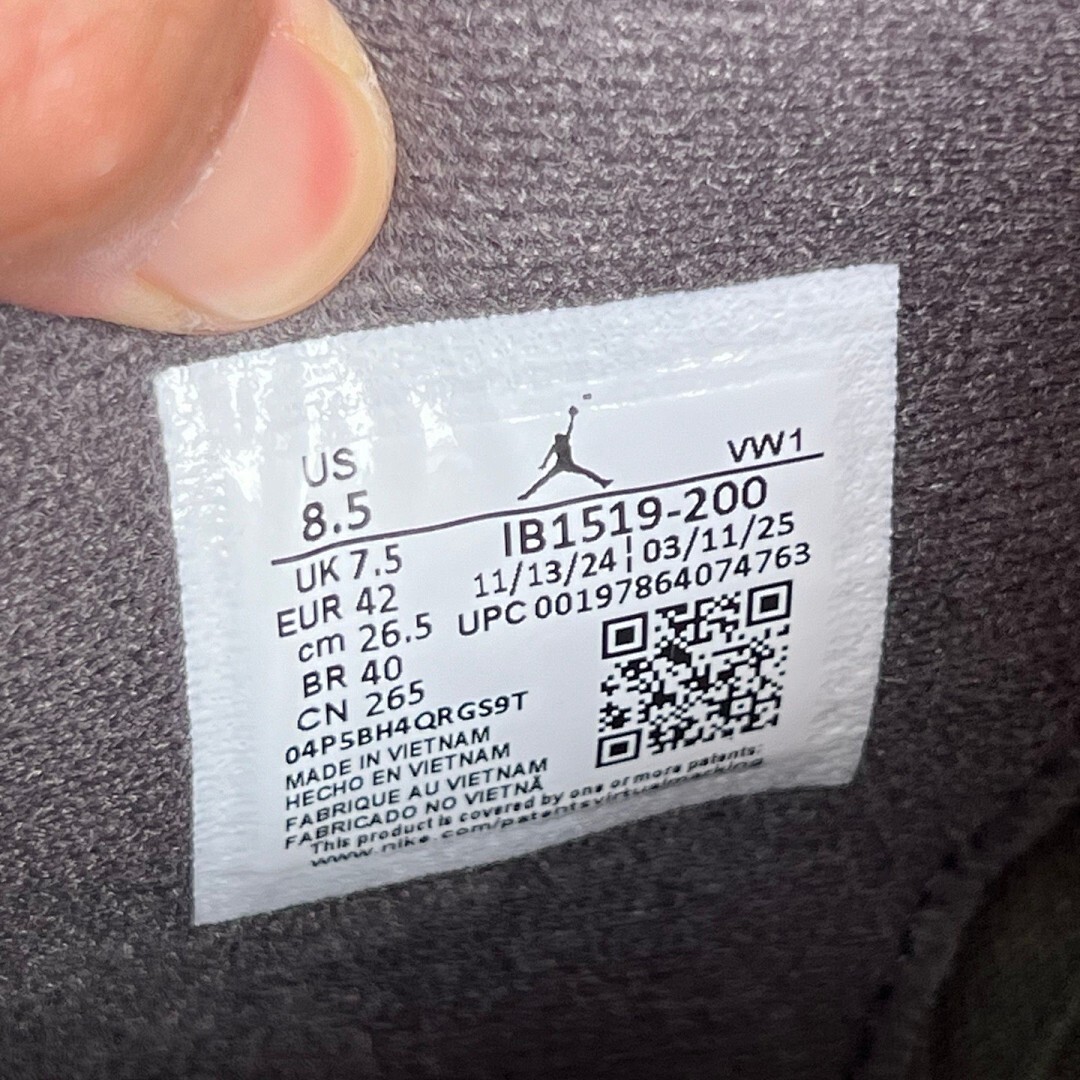 US
8.5
VW1
UK 7.5
IB1519-200
EUR 42
11/13/24 ¦ 03/11/25
cm 26.5
UPC 00197864074763
BR 40
CN 265
04P5BH4QRGS9T
MADE IN VIETNAM
HECHO EN VIETNAM
FABRIQUE AU VIETNAM
FABRICADO NO VIETNÃ
This product is covered by one or more patents:
www.nike.com/patentsvirtualmarking